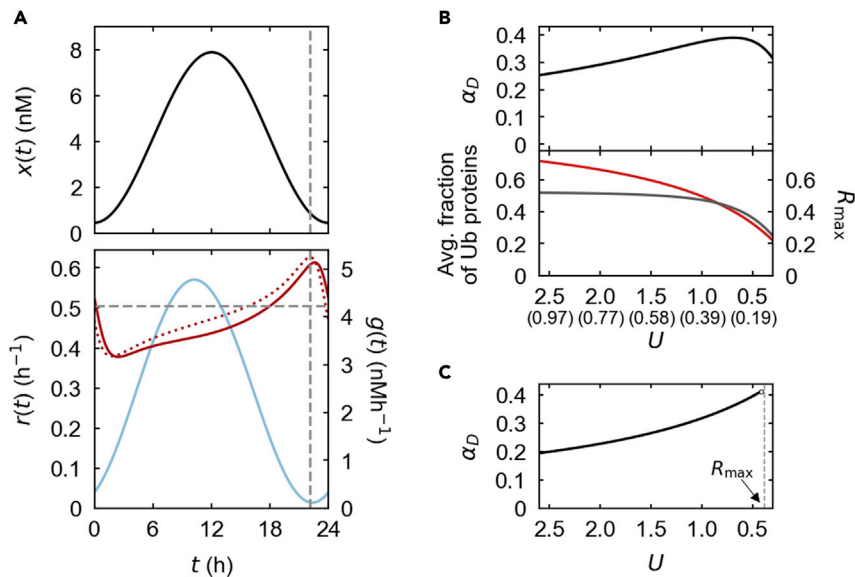 A
x(t) (nM)
8
6
4
2
0
r(t) (h⁻¹)
0.6
0.5
0.4
0.3
0.2
0.1
0
g(t) (nMh⁻¹)
5
4
3
2
1
0
0 6 12 18 24
t (h)
B
α_D
0.4
0.3
0.2
0.1
0
Avg. fraction
of Ub proteins
0.6
0.4
0.2
0
R_max
0.6
0.4
0.2
0
2.5 2.0 1.5 1.0 0.5
(0.97) (0.77) (0.58) (0.39) (0.19)
U
C
α_D
0.4
0.3
0.2
0.1
0
R_max
2.5 2.0 1.5 1.0 0.5
U